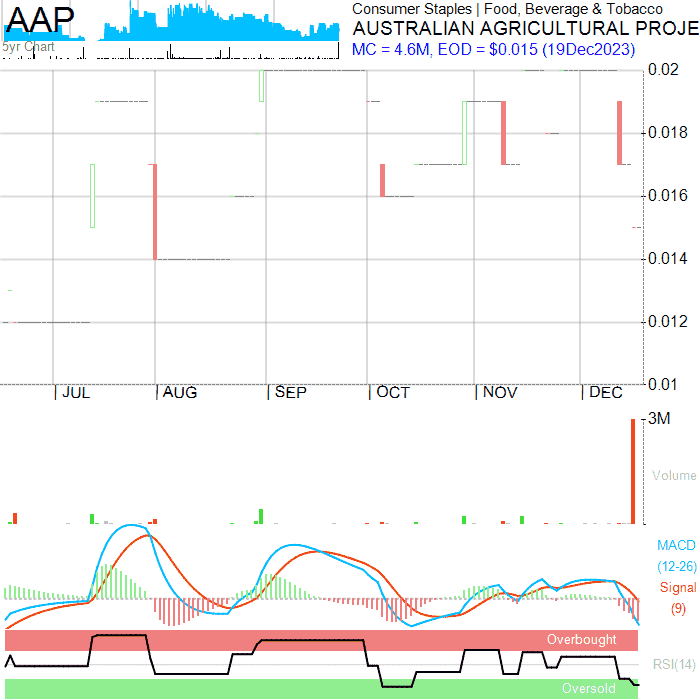 AAP
5yr Chart
Consumer Staples | Food, Beverage & Tobacco
AUSTRALIAN AGRICULTURAL PROJE
MC = 4.6M, EOD = $0.015 (19Dec2023)
0.02
0.018
0.016
0.014
0.012
0.01
JUL AUG SEP OCT NOV DEC
3M
Volume
MACD
(12-26)
Signal
(9)
Overbought
RSI(14)
Oversold